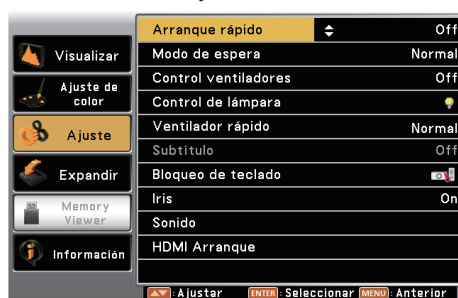 Visualizar
Ajuste de
color
Ajuste
Expandir
Memory
Viewer
Información
Arranque rápido Off
Modo de espera Normal
Control ventiladores Off
Control de lámpara
Ventilador rápido Normal
Subtítulo Off
Bloqueo de teclado
Iris On
Sonido
HDMI Arranque
:Ajustar ENTER:Seleccionar MENU:Anterior